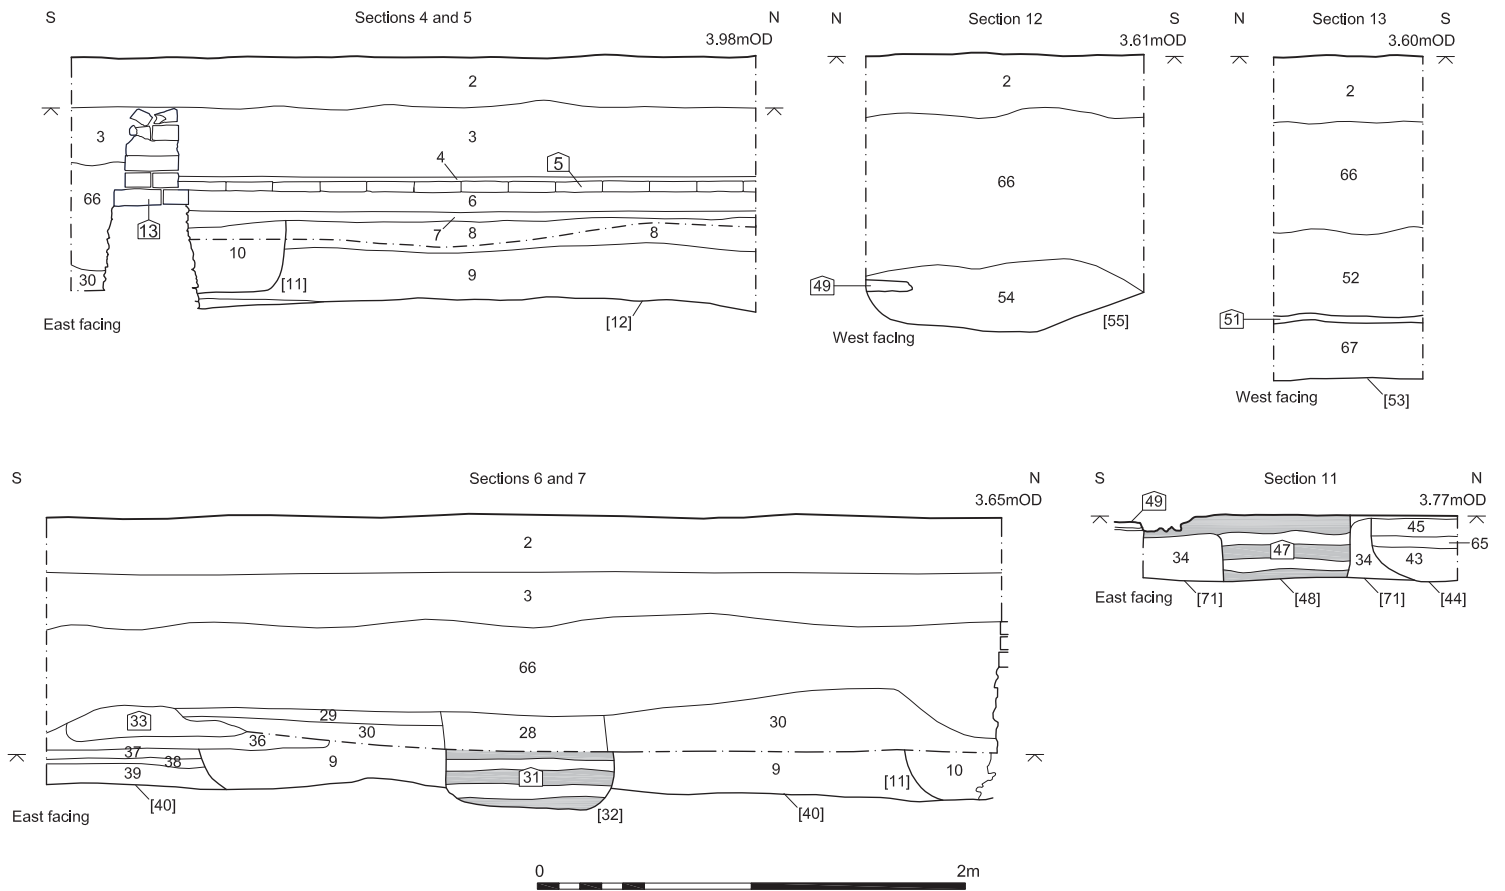 S Sections 4 and 5 N
3.98mOD
2
3 3
4 5
66 6
13 7 8 8
10
30 [11] 9
[12]
East facing
N Section 12 S
3.61mOD
2
66
49
54
[55]
West facing
N Section 13 S
3.60mOD
2
66
52
51
67
[53]
West facing
S Sections 6 and 7 N
3.65mOD
2
3
66
33 29 30 28 30
36
37 38 9 31 9 [11] 10
39
[40] [32] [40]
East facing
S Section 11 N
3.77mOD
49
45
47 65
34 34 43
[71] [48] [71] [44]
East facing
0 2m